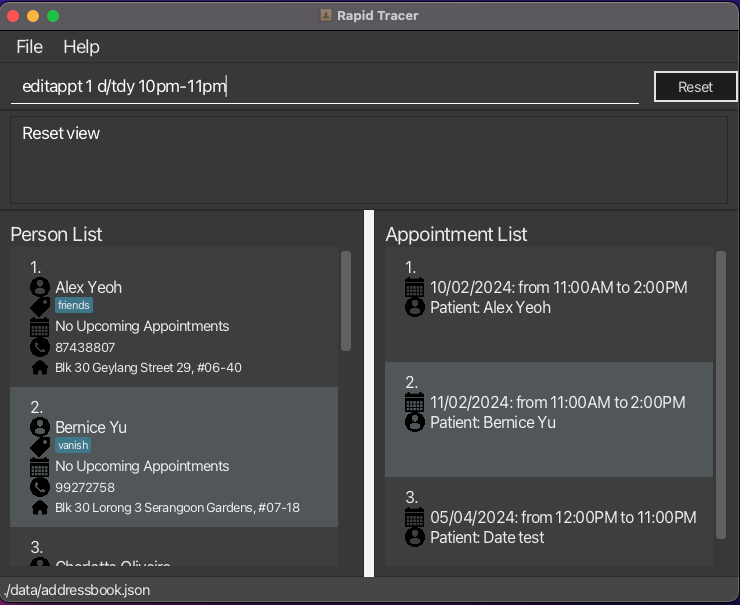 Rapid Tracer
File Help
editappt 1 d/tdy 10pm-11pm
Reset
Reset view
Person List
1.
Alex Yeoh
friends
No Upcoming Appointments
87438807
Blk 30 Geylang Street 29, #06-40
2.
Bernice Yu
vanish
No Upcoming Appointments
99272758
Blk 30 Lorong 3 Serangoon Gardens, #07-18
3.
Charlotte Oliveiro
Appointment List
1.
10/02/2024: from 11:00AM to 2:00PM
Patient: Alex Yeoh
2.
11/02/2024: from 11:00AM to 2:00PM
Patient: Bernice Yu
3.
05/04/2024: from 12:00PM to 11:00PM
Patient: Date test
./data/addressbook.json